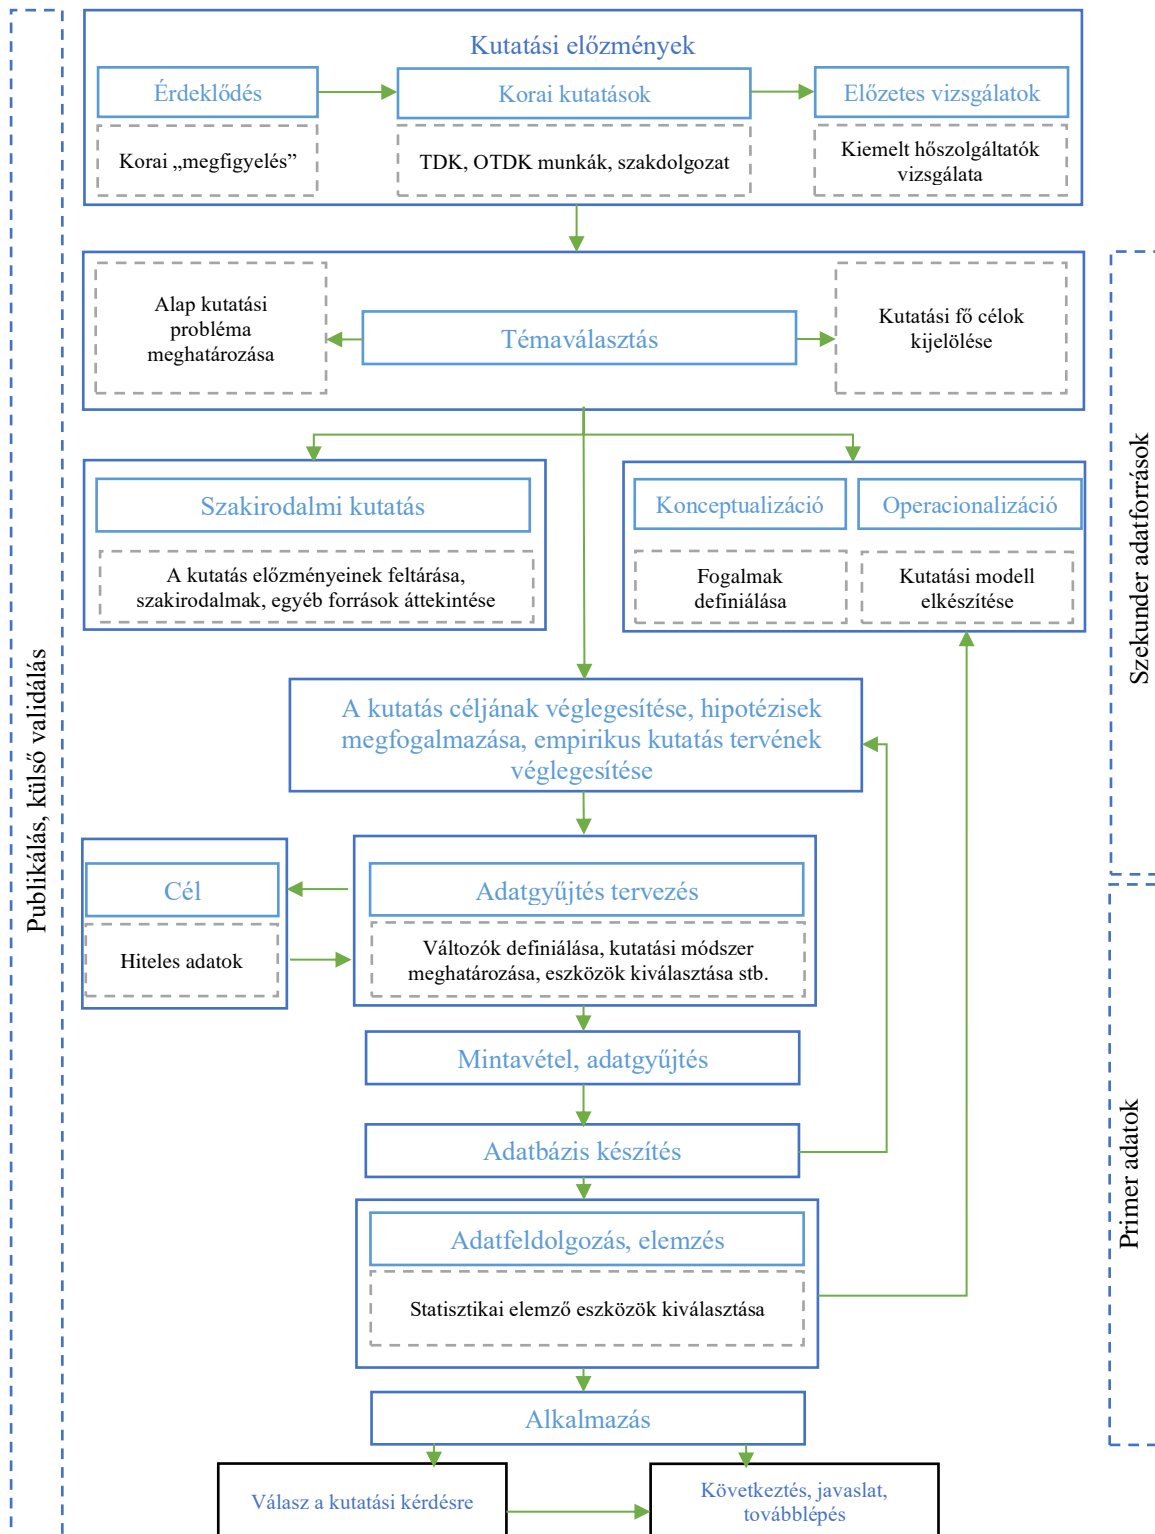 Kutatási előzmények
Érdeklődés
Korai kutatások
Előzetes vizsgálatok
Korai „megfigyelés”
TDK, OTDK munkák, szakdolgozat
Kiemelt hőszolgáltatók
vizsgálata
Alap kutatási
probléma
meghatározása
Témaválasztás
Kutatási fő célok
kijelölése
Szakirodalmi kutatás
A kutatás előzményeinek feltárása,
szakirodalmak, egyéb források áttekintése
Konceptualizáció
Operacionalizáció
Fogalmak
definiálása
Kutatási modell
elkészítése
A kutatás céljának véglegesítése, hipotézisek
megfogalmazása, empirikus kutatás tervének
véglegesítése
Cél
Hiteles adatok
Adatgyűjtés tervezés
Változók definiálása, kutatási módszer
meghatározása, eszközök kiválasztása stb.
Mintavétel, adatgyűjtés
Adatbázis készítés
Adatfeldolgozás, elemzés
Statisztikai elemző eszközök kiválasztása
Alkalmazás
Válasz a kutatási kérdésre
Következtés, javaslat,
továbblépés
Publikálás, külső validálás
Szekunder adatforrások
Primer adatok